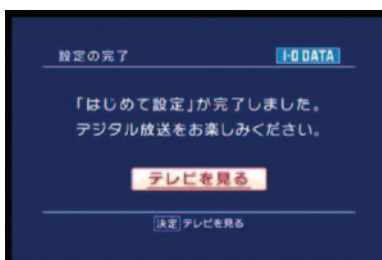 設定の完了
I-O DATA
「はじめて設定」が完了しました。
デジタル放送をお楽しみください。
テレビを見る
決定 テレビを見る